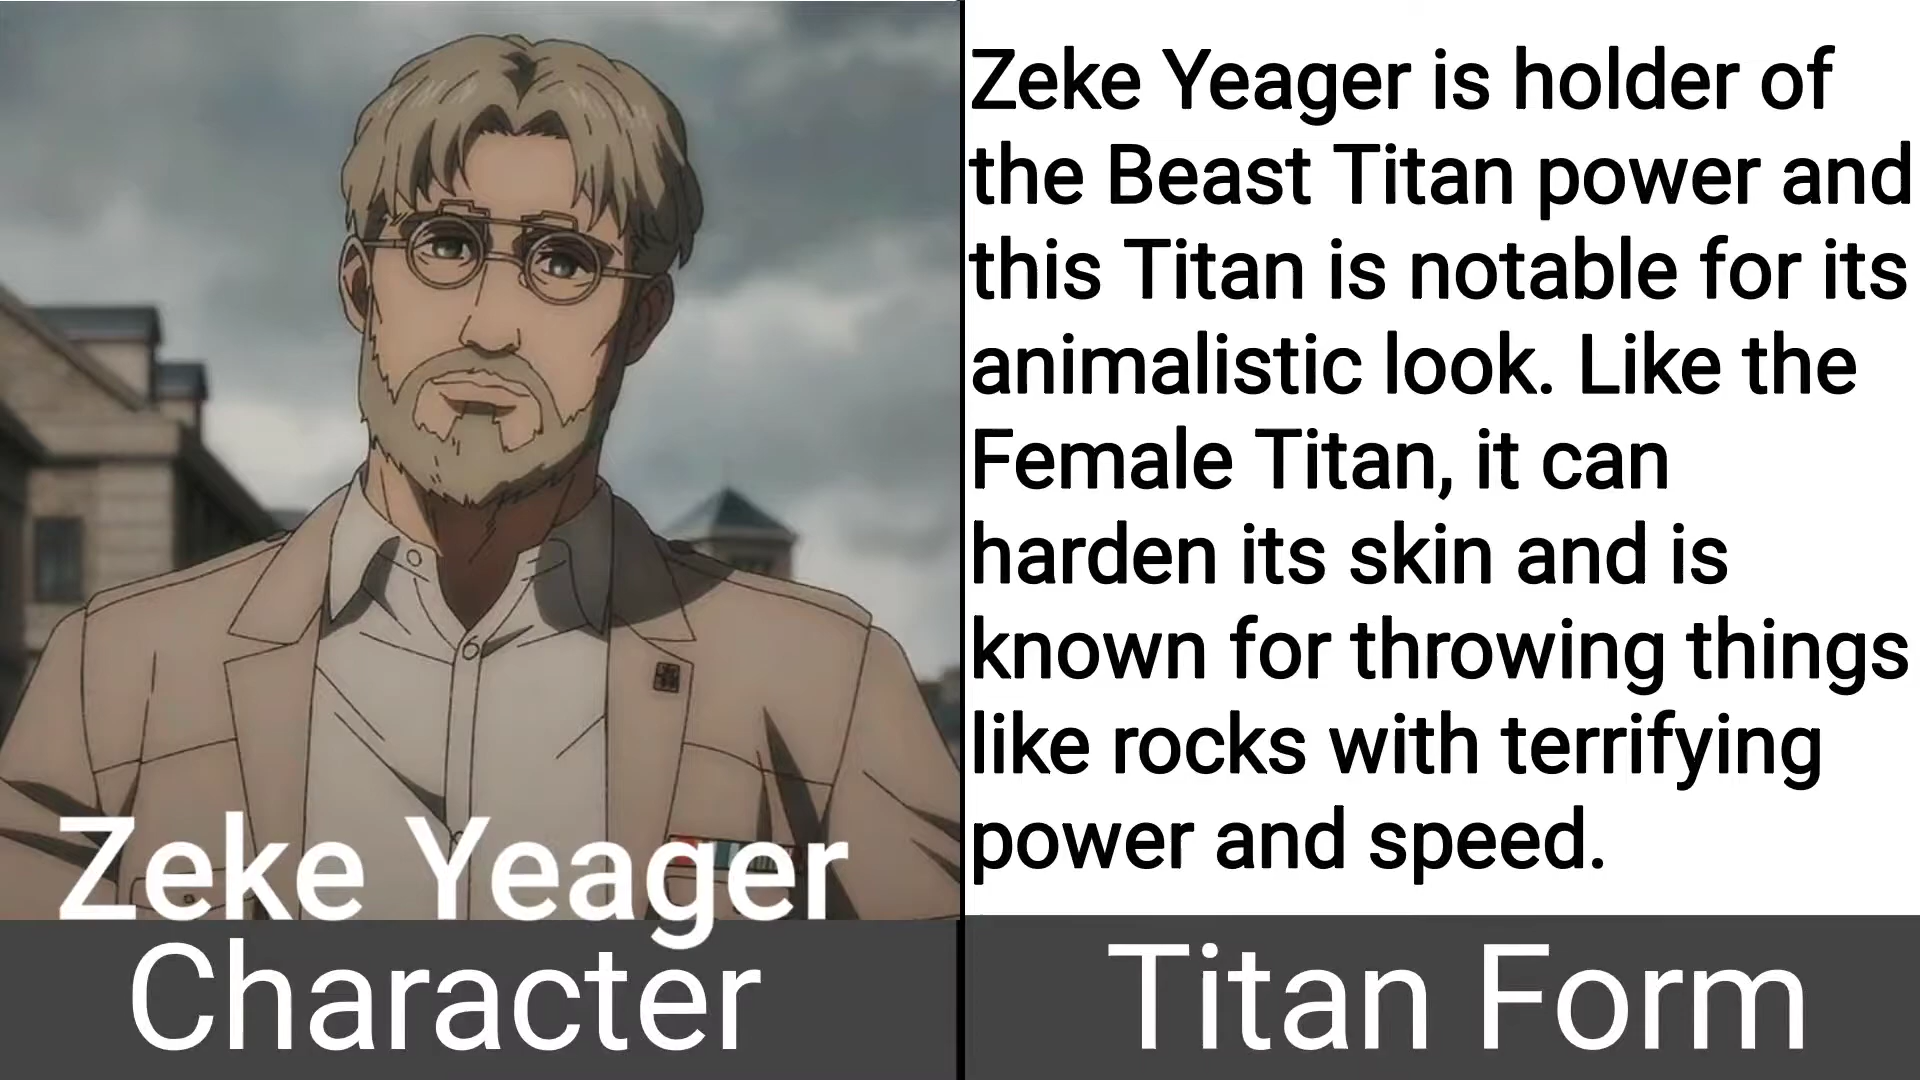 Zeke Yeager
Character
Zeke Yeager is holder of
the Beast Titan power and
this Titan is notable for its
animalistic look. Like the
Female Titan, it can
harden its skin and is
known for throwing things
like rocks with terrifying
power and speed.
Titan Form